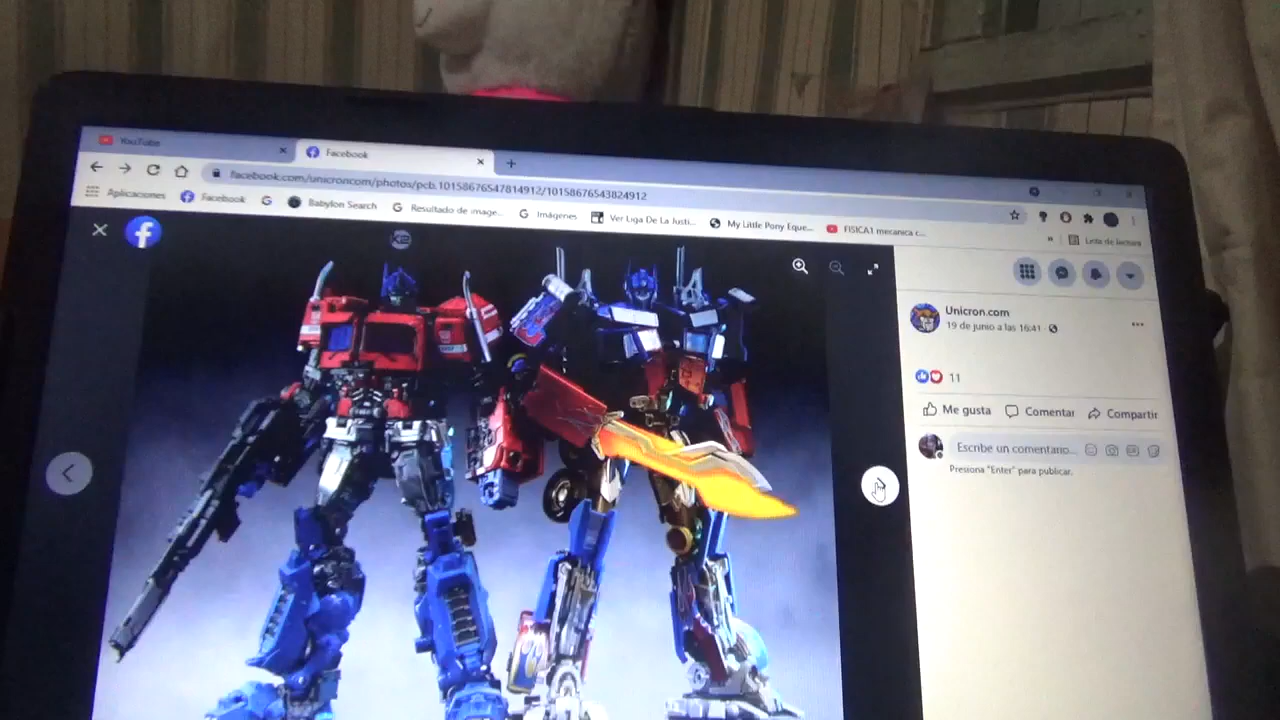 YouTube
Facebook
facebook.com/unicroncom/photos/pcb.10158676547814912/10158676543824912
Aplicaciones
Facebook
Babylon Search
Resultado de image...
Imágenes
Ver Liga De La Justi...
My Little Pony Eque...
FISICA1 mecanica c...
»
Lista de lectura
Unicron.com
19 de junio a las 16:41 ·
11
Me gusta
Comentar
Compartir
Escribe un comentario...
Presiona "Enter" para publicar.